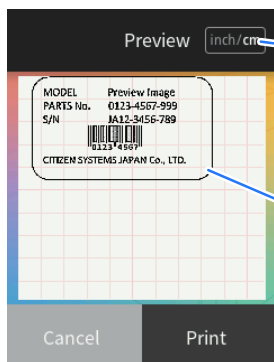 Preview inch/cm
MODEL Preview Image
PARTS No. 0123-4567-999
S/N JA12-3456-789
0123 4567
CITIZEN SYSTEMS JAPAN Co., LTD.
Cancel Print